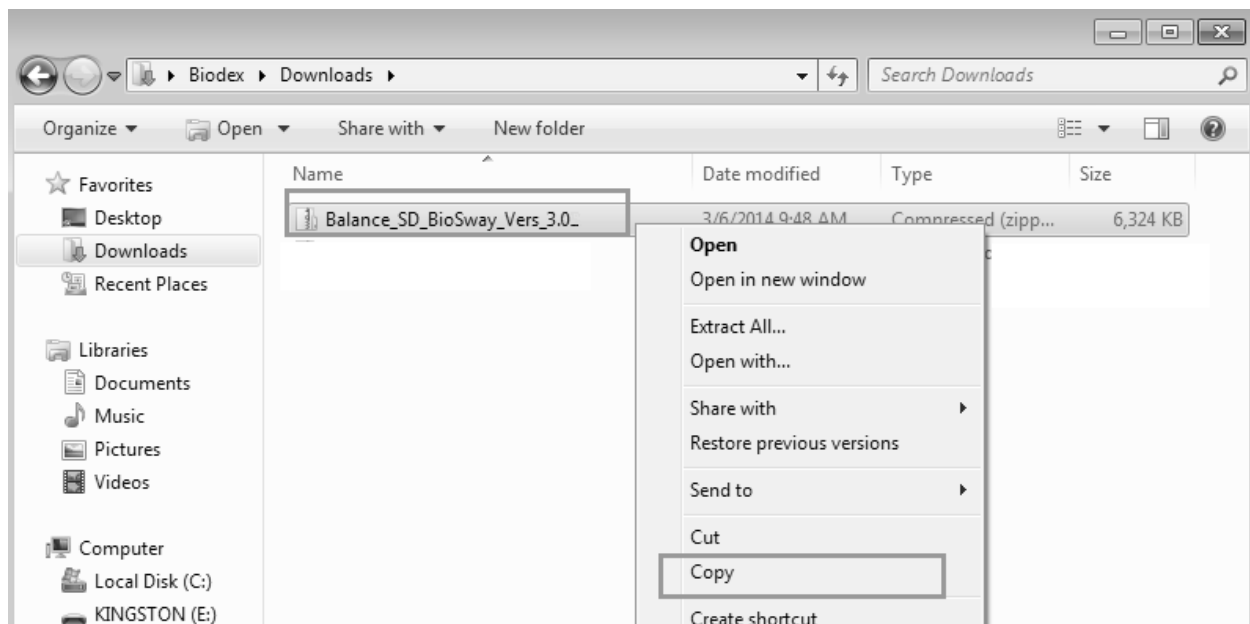 Biodex Downloads Search Downloads
Organize Open Share with New folder
Name Date modified Type Size
Favorites
Desktop
Downloads
Recent Places
Libraries
Documents
Music
Pictures
Videos
Computer
Local Disk (C:)
KINGSTON (E:)
Balance_SD_BioSway_Vers_3.0_ 3/6/2014 9:48 AM Compressed (zipp... 6,324 KB
Open
Open in new window
Extract All...
Open with...
Share with
Restore previous versions
Send to
Cut
Copy
Create shortcut